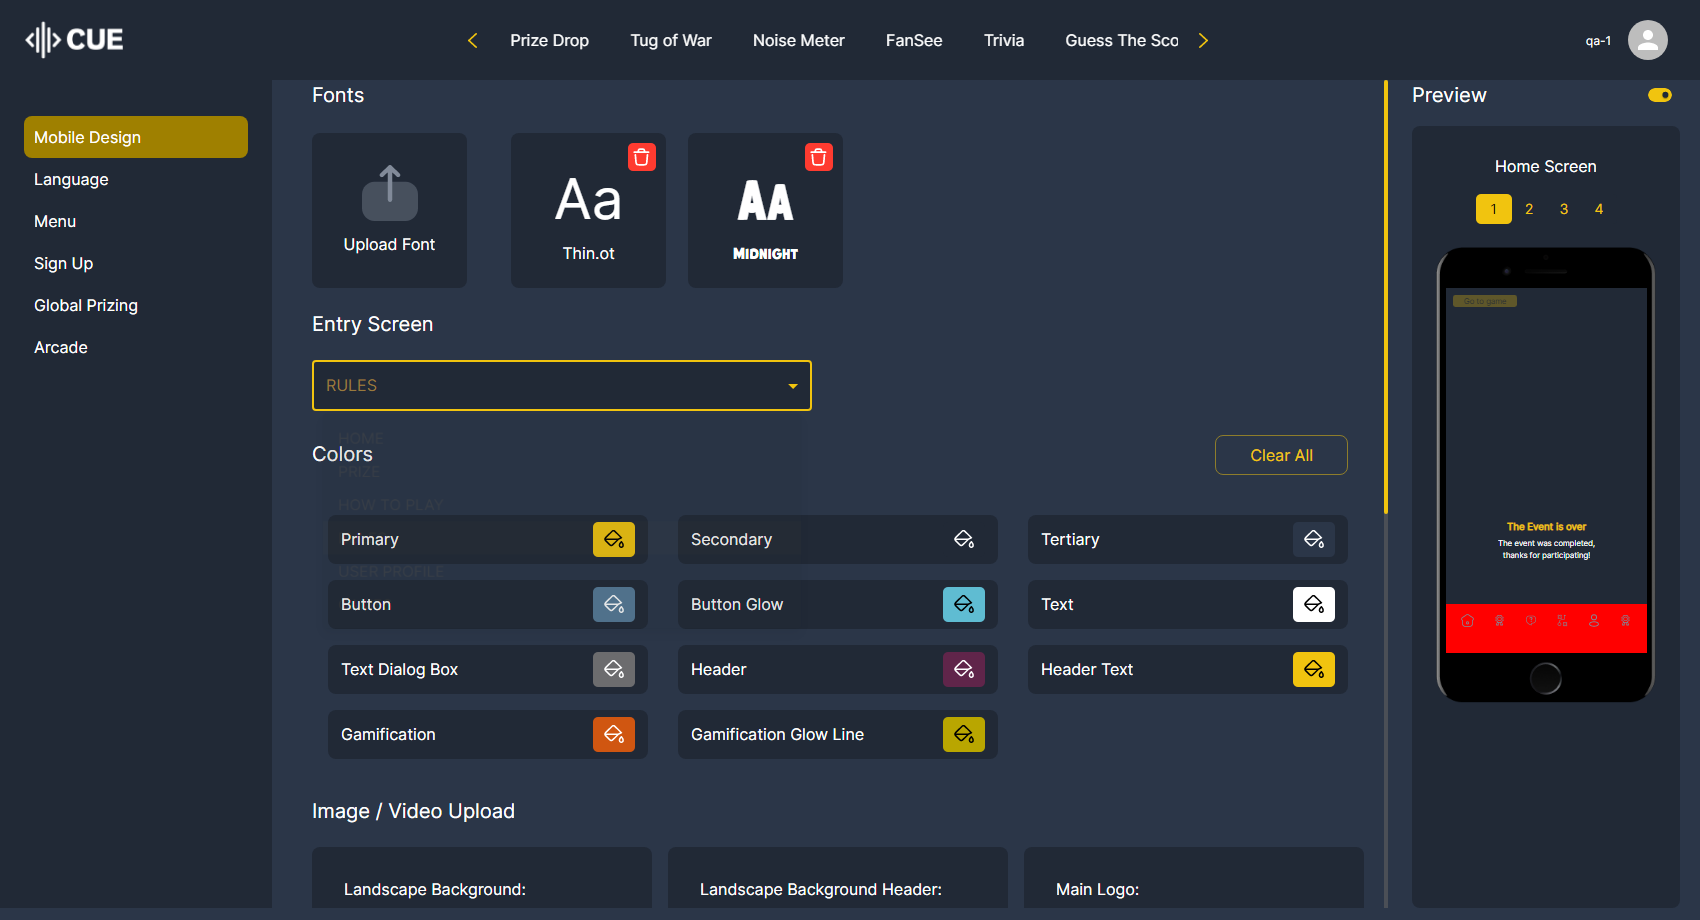 CUE
Prize Drop
Tug of War
Noise Meter
FanSee
Trivia
Guess The Sco
qa-1
Mobile Design
Language
Menu
Sign Up
Global Prizing
Arcade
Fonts
Upload Font
Aa
Thin.ot
AA
MIDNIGHT
Entry Screen
RULES
HOME
PRIZE
HOW TO PLAY
USER PROFILE
Colors
Clear All
Primary
Secondary
Tertiary
Button
Button Glow
Text
Text Dialog Box
Header
Header Text
Gamification
Gamification Glow Line
Image / Video Upload
Landscape Background:
Landscape Background Header:
Main Logo:
Preview
Home Screen
1 2 3 4
Go to game
The Event is over
The event was completed,
thanks for participating!